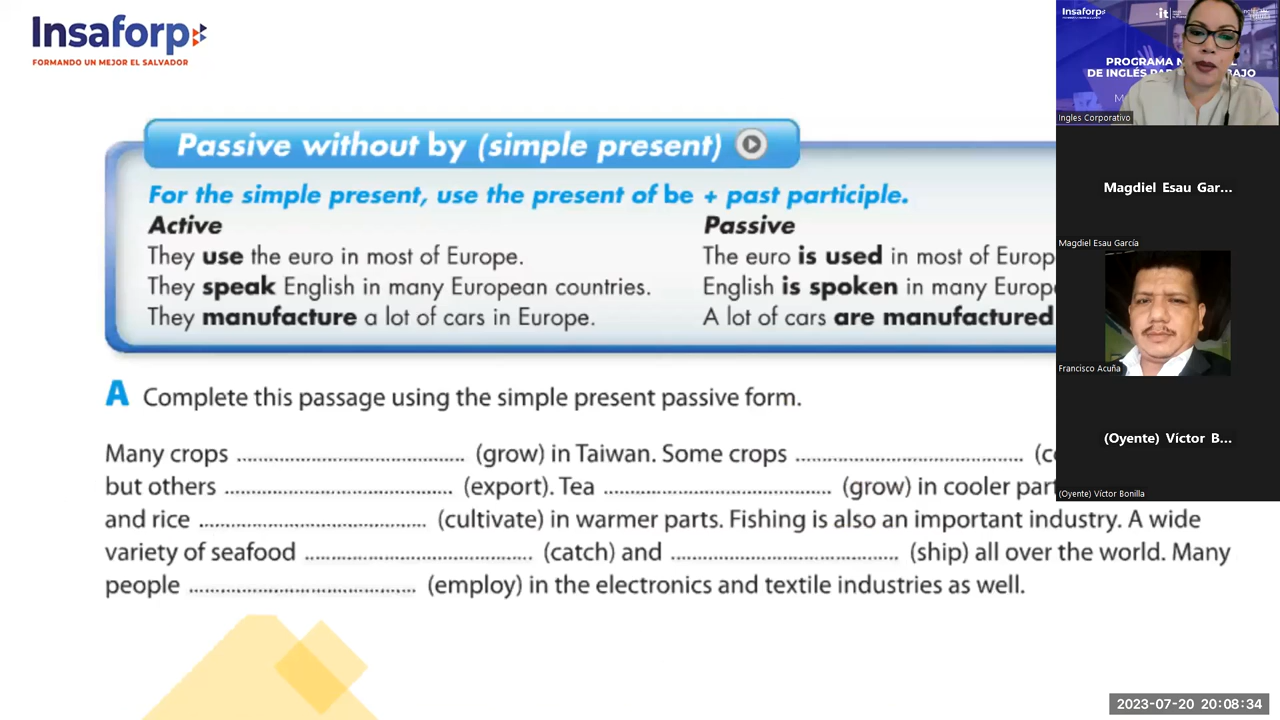 Insaforp
FORMANDO UN MEJOR EL SALVADOR
Passive without by (simple present)
For the simple present, use the present of be + past participle.
Active
They use the euro in most of Europe.
They speak English in many European countries.
They manufacture a lot of cars in Europe.
Passive
The euro is used in most of Europ
English is spoken in many Europe
A lot of cars are manufactured
A Complete this passage using the simple present passive form.
Many crops .......... (grow) in Taiwan. Some crops .......... (co
but others .......... (export). Tea .......... (grow) in cooler par
and rice .......... (cultivate) in warmer parts. Fishing is also an important industry. A wide
variety of seafood .......... (catch) and .......... (ship) all over the world. Many
people .......... (employ) in the electronics and textile industries as well.
Insaforp
PROGRAMA N L
DE INGLÉS PAR AJO
Ingles Corporativo
Magdiel Esau Gar...
Magdiel Esau García
Francisco Acuña
(Oyente) Víctor B...
(Oyente) Víctor Bonilla
2023-07-20 20:08:34